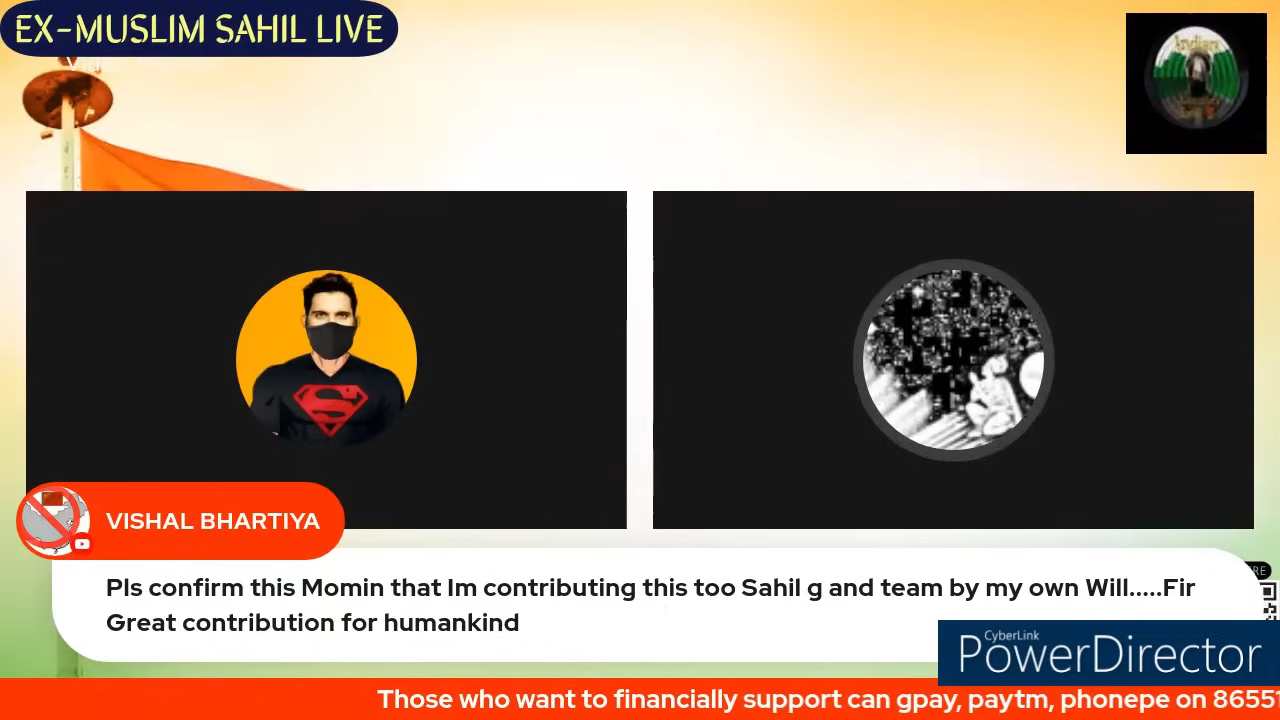 EX-MUSLIM SAHIL LIVE
VISHAL BHARTIYA
Pls confirm this Momin that Im contributing this too Sahil g and team by my own Will.....Fir
Great contribution for humankind
CyberLink
PowerDirector
Those who want to financially support can gpay, paytm, phonepe on 8655